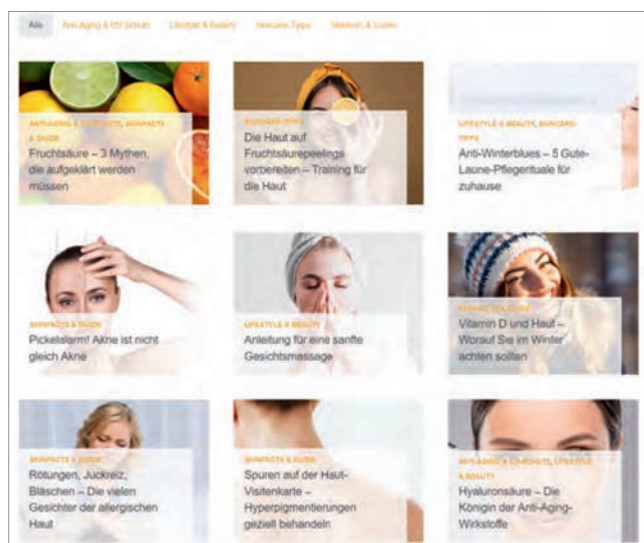 Alle Anti-Aging & UV-Schutz Lifestyle & Beauty Skincare-Tipps
ANTI-AGING & UV-SCHUTZ, SKINFACTS
& GUIDE
Fruchtsäure – 3 Mythen,
die aufgeklärt werden
müssen
SKINCARE-TIPPS
Die Haut auf
Fruchtsäurepeelings
vorbereiten – Training für
die Haut
LIFESTYLE & BEAUTY, SKINCARE-
TIPPS
Anti-Winterblues – 5 Gute-
Laune-Pflegerituale für
zuhause
SKINFACTS & GUIDE
Pickelalarm! Akne ist nicht
gleich Akne
LIFESTYLE & BEAUTY
Anleitung für eine sanfte
Gesichtsmassage
Vitamin D und Haut –
Worauf Sie im Winter
achten sollten
SKINFACTS & GUIDE
Rötungen, Juckreiz,
Bläschen – Die vielen
Gesichter der allergischen
Haut
SKINFACTS & GUIDE
Spuren auf der Haut-
Visitenkarte –
Hyperpigmentierungen
gezielt behandeln
ANTI-AGING & UV-SCHUTZ, LIFESTYLE
& BEAUTY
Hyaluronsäure – Die
Königin der Anti-Aging-
Wirkstoffe